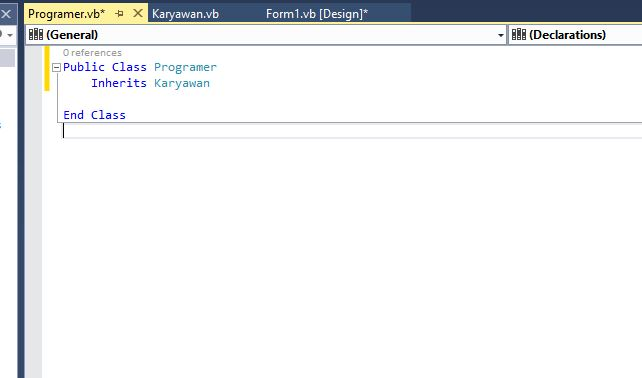 Programer.vb* Karyawan.vb Form1.vb [Design]*
(General) (Declarations)
0 references
Public Class Programer
Inherits Karyawan
End Class